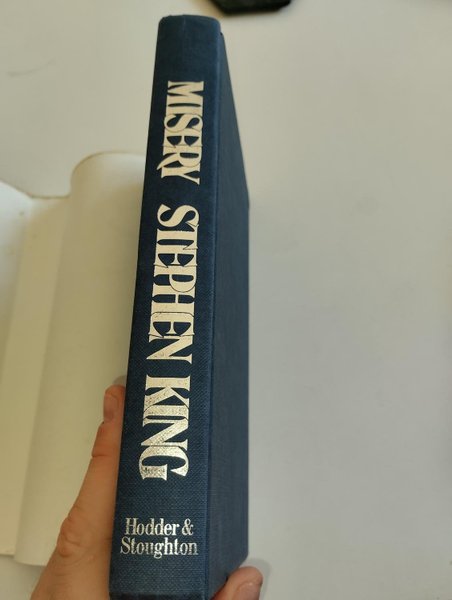 MISERY STEPHEN KING
Hodder &
Stoughton